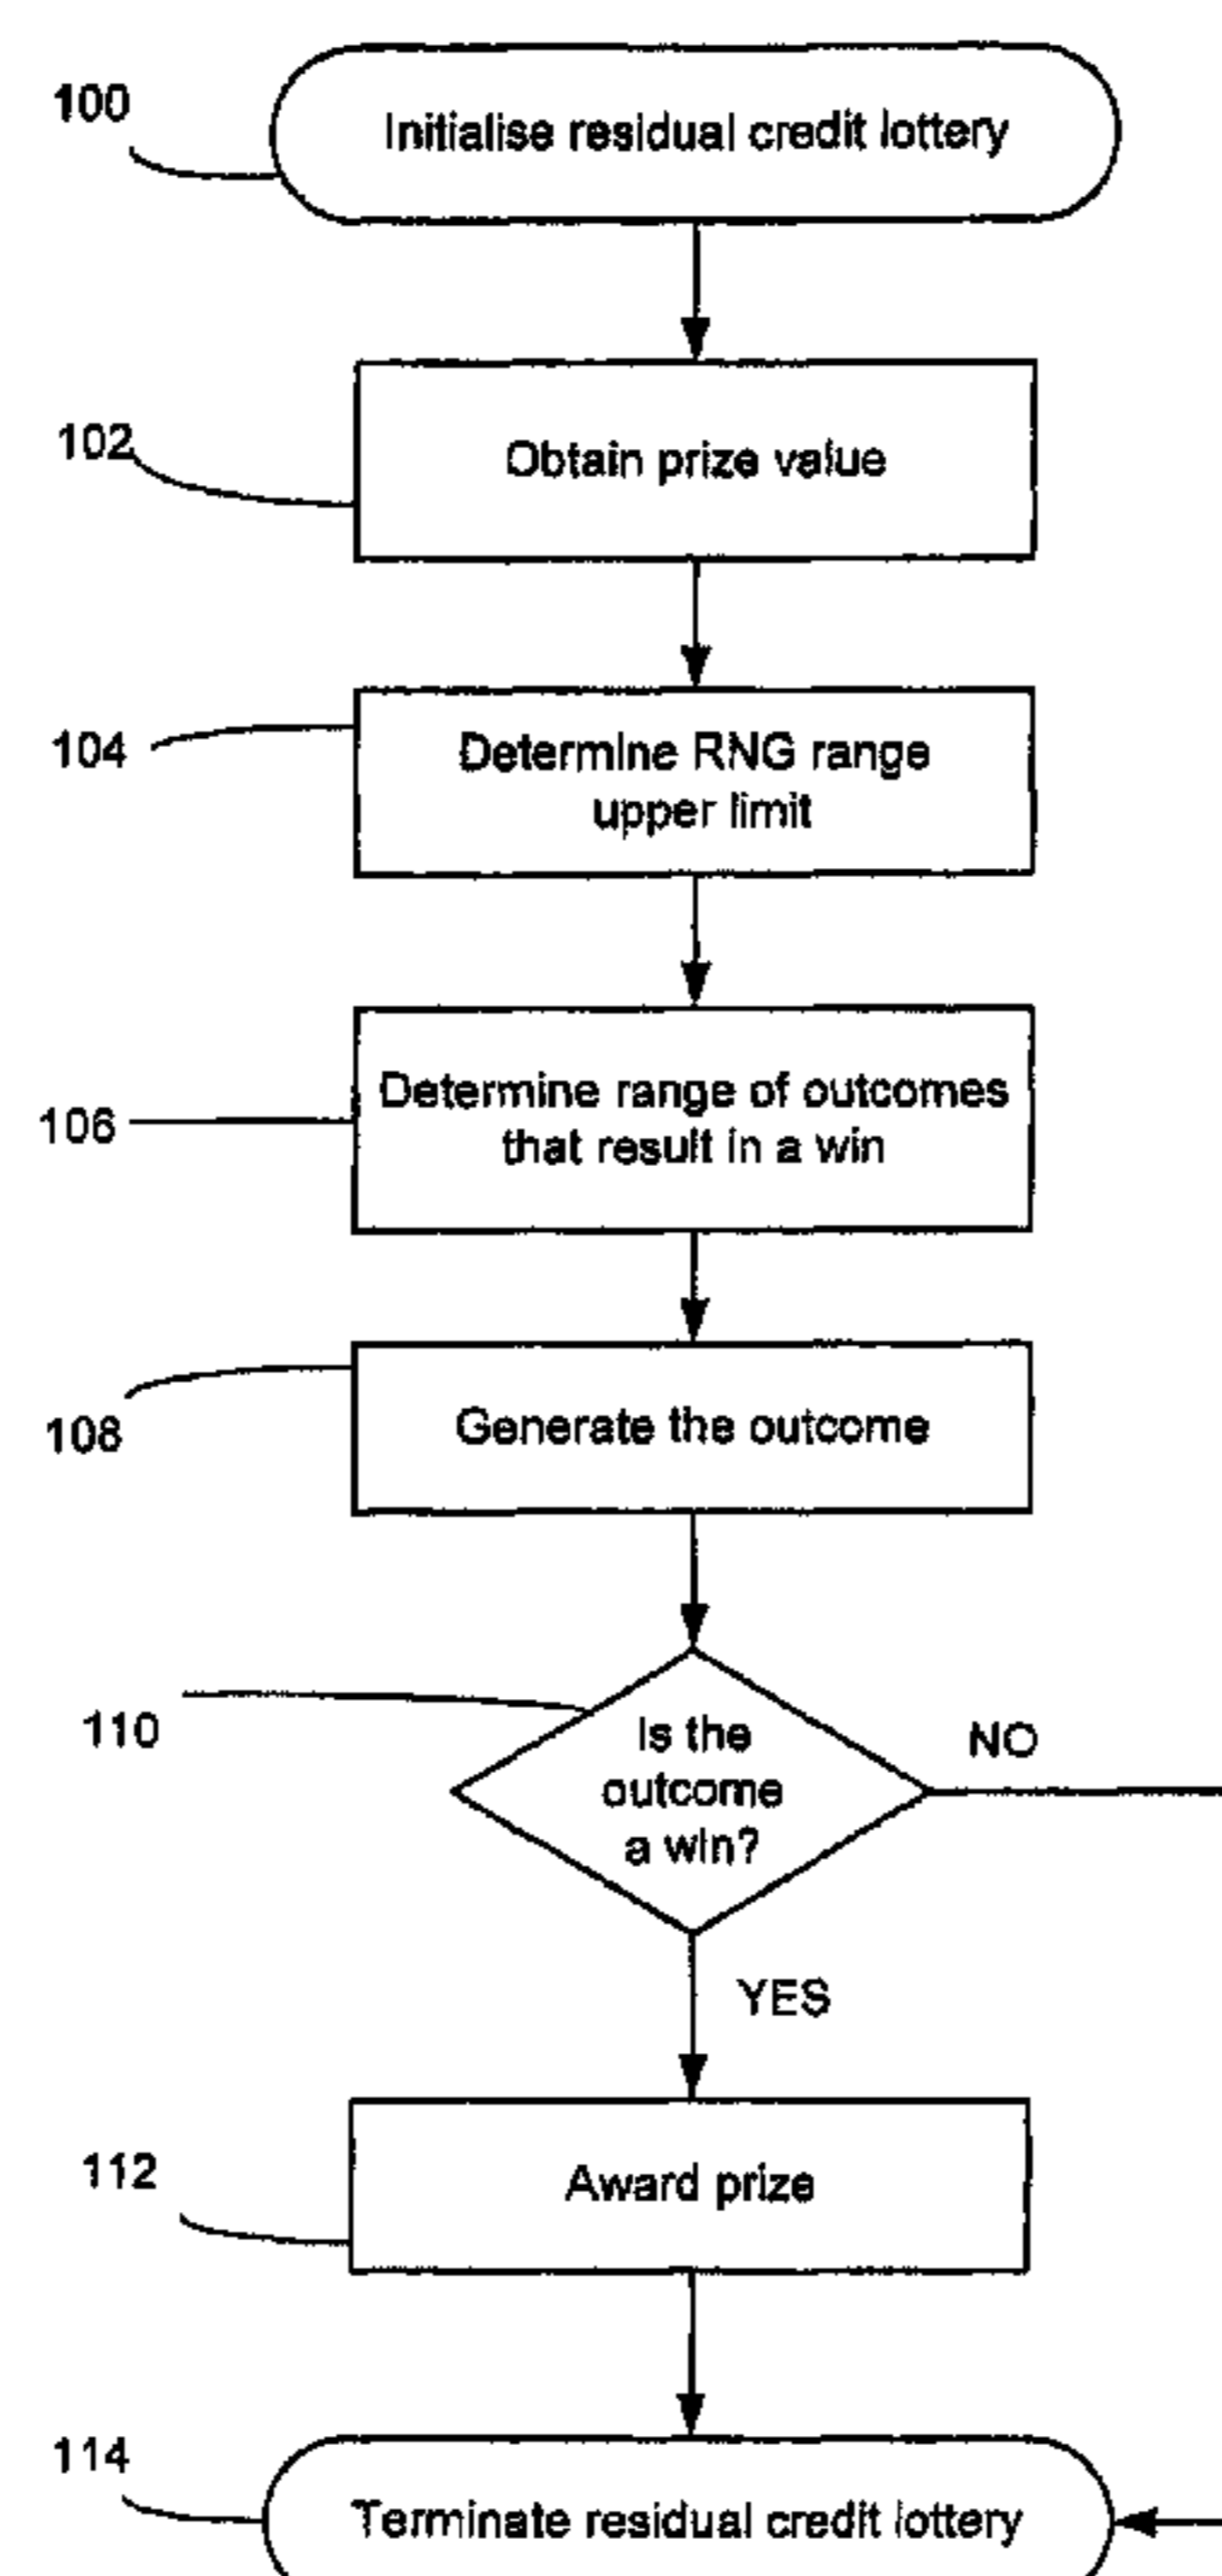 100
Initialise residual credit lottery
102
Obtain prize value
104
Determine RNG range
upper limit
106
Determine range of outcomes
that result in a win
108
Generate the outcome
110
Is the
outcome
a win?
NO
YES
112
Award prize
114
Terminate residual credit lottery